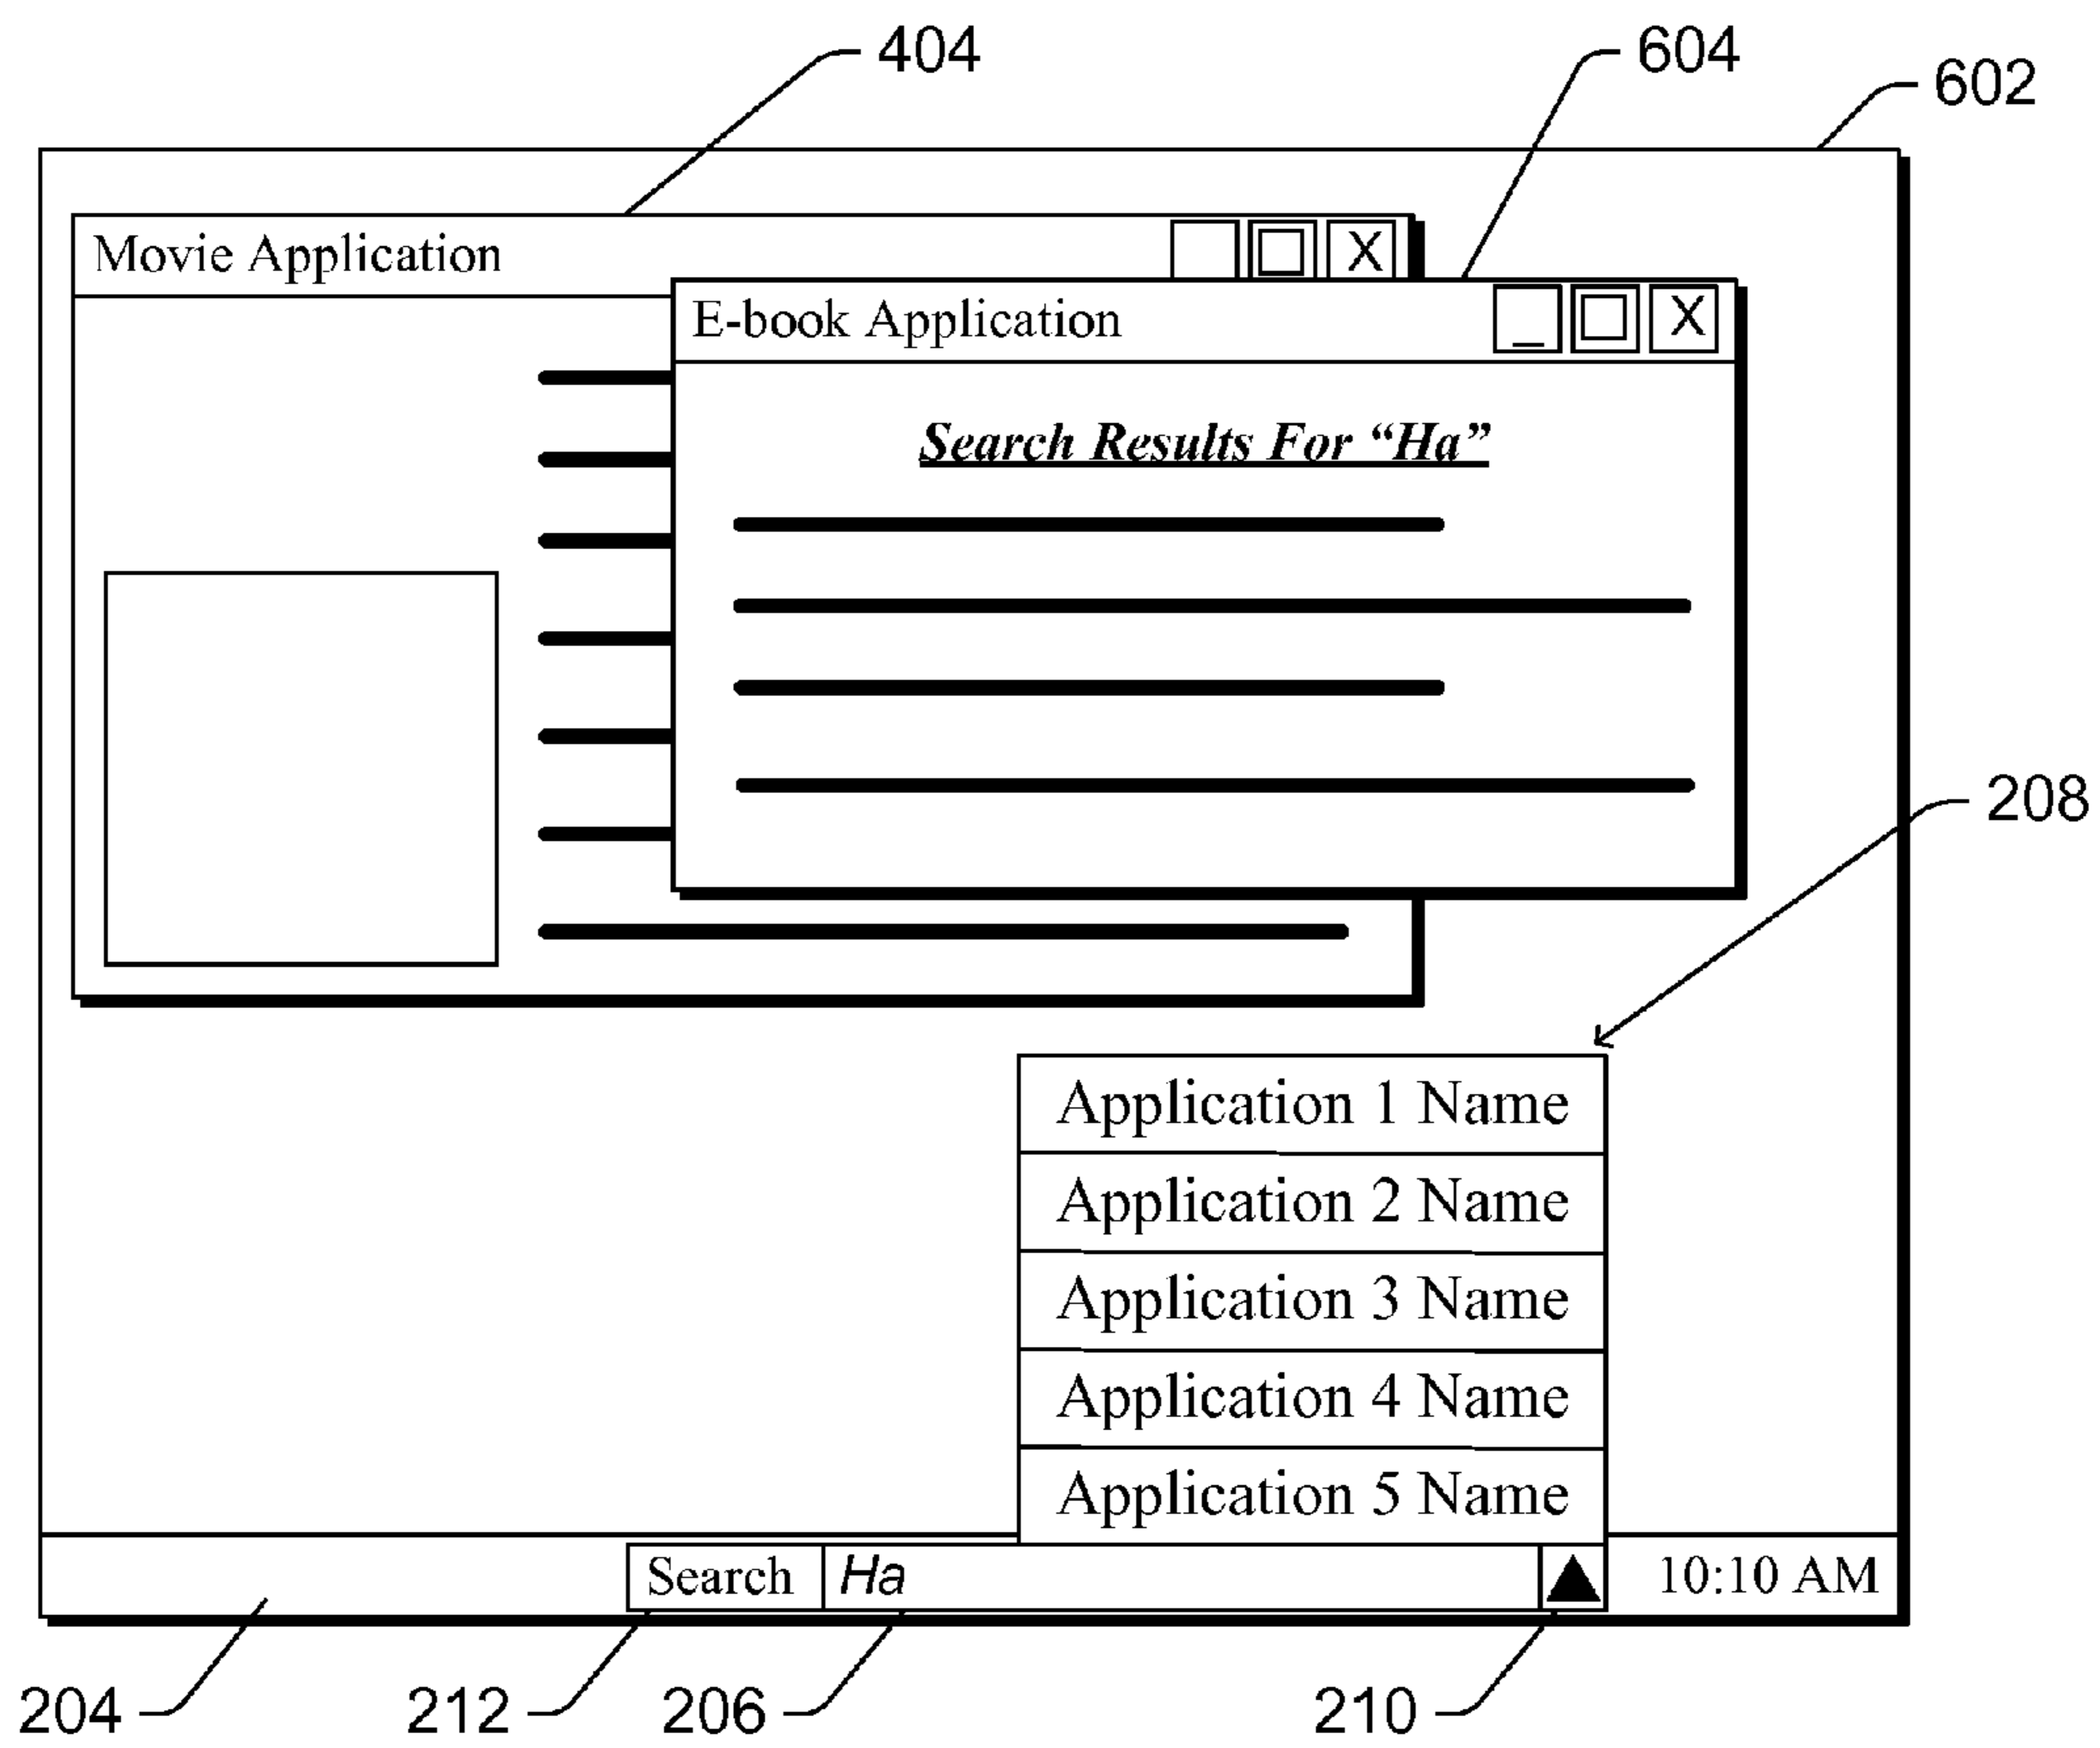 404
604
602
Movie Application
X
E-book Application
_
X
Search Results For “Ha”
208
Application 1 Name
Application 2 Name
Application 3 Name
Application 4 Name
Application 5 Name
Search
Ha
10:10 AM
204
212
206
210